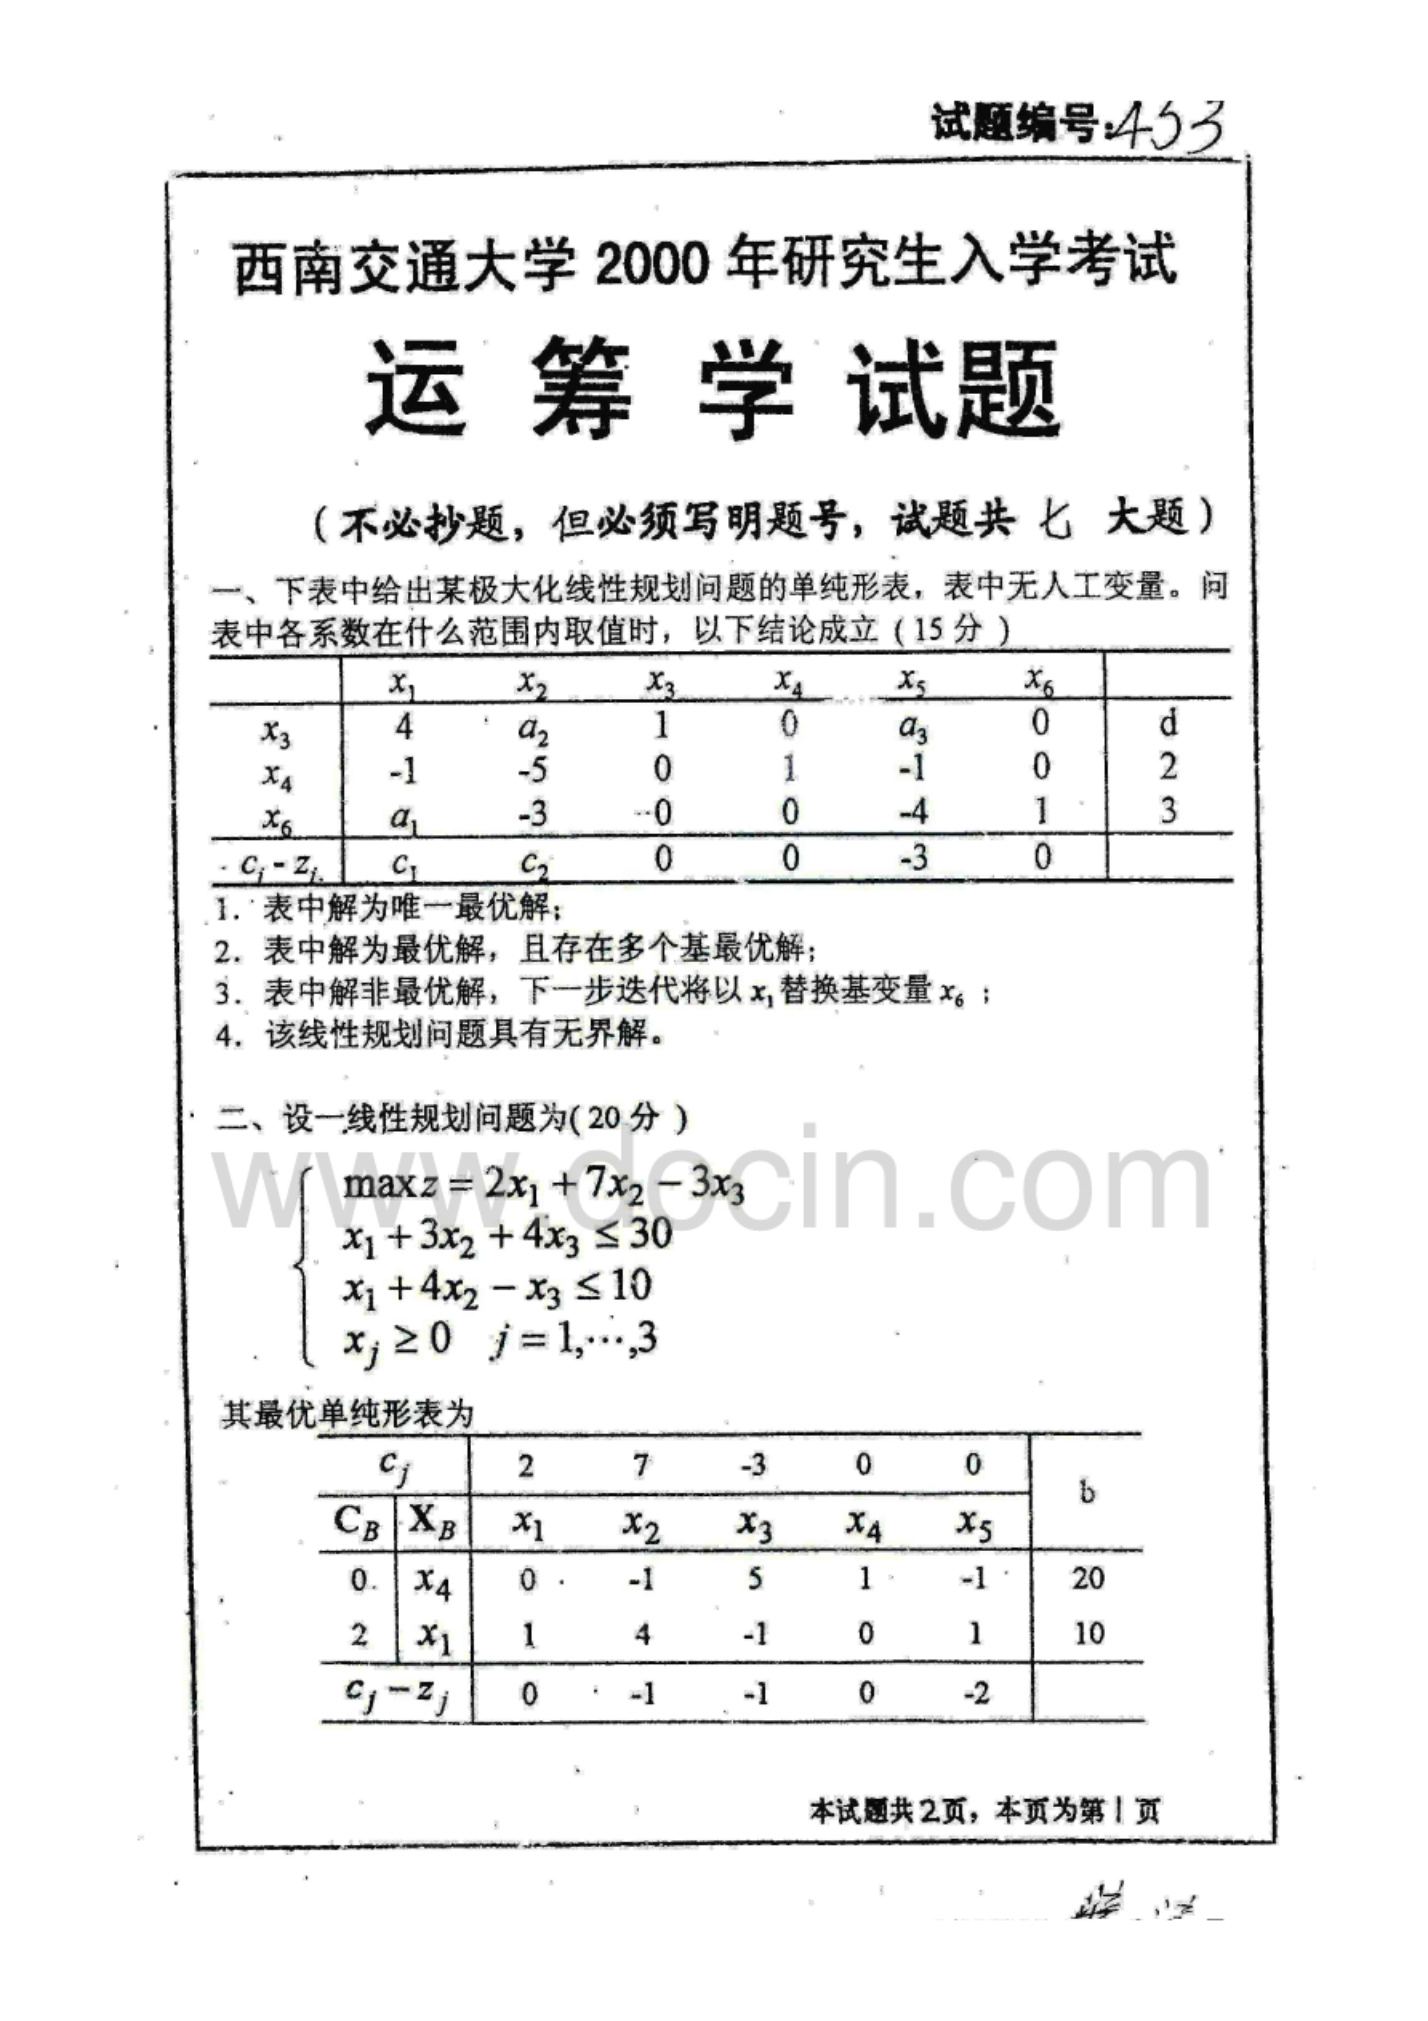 试题编号:453
西南交通大学 2000 年研究生入学考试
运 筹 学 试题
（不必抄题，但必须写明题号，试题共 七 大题）
一、下表中给出某极大化线性规划问题的单纯形表，表中无人工变量。问
表中各系数在什么范围内取值时，以下结论成立（15 分）
x₁ x₂ x₃ x₄ x₅ x₆
x₃ 4 a₂ 1 0 a₃ 0 d
x₄ -1 -5 0 1 -1 0 2
x₆ a₁ -3 0 0 -4 1 3
cⱼ - zⱼ c₁ c₂ 0 0 -3 0
1. 表中解为唯一最优解；
2. 表中解为最优解，且存在多个基最优解；
3. 表中解非最优解，下一步迭代将以 x₁ 替换基变量 x₆ ；
4. 该线性规划问题具有无界解。
二、设一线性规划问题为( 20 分 )
max z = 2x₁ + 7x₂ - 3x₃
x₁ + 3x₂ + 4x₃ ≤ 30
x₁ + 4x₂ - x₃ ≤ 10
xⱼ ≥ 0 j = 1,⋯,3
www.docin.com
其最优单纯形表为
cⱼ 2 7 -3 0 0 b
C_B X_B x₁ x₂ x₃ x₄ x₅
0 x₄ 0 -1 5 1 -1 20
2 x₁ 1 4 -1 0 1 10
cⱼ - zⱼ 0 -1 -1 0 -2
本试题共2页，本页为第1页